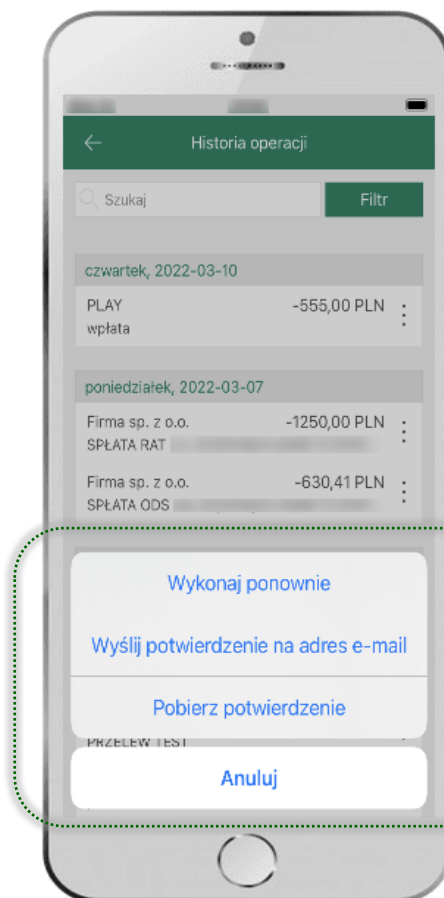 Historia operacji
Szukaj
Filtr
czwartek, 2022-03-10
PLAY -555,00 PLN
wpłata
poniedziałek, 2022-03-07
Firma sp. z o.o. -1250,00 PLN
SPŁATA RAT
Firma sp. z o.o. -630,41 PLN
SPŁATA ODS
Wykonaj ponownie
Wyślij potwierdzenie na adres e-mail
Pobierz potwierdzenie
PRZELEW TEST
Anuluj